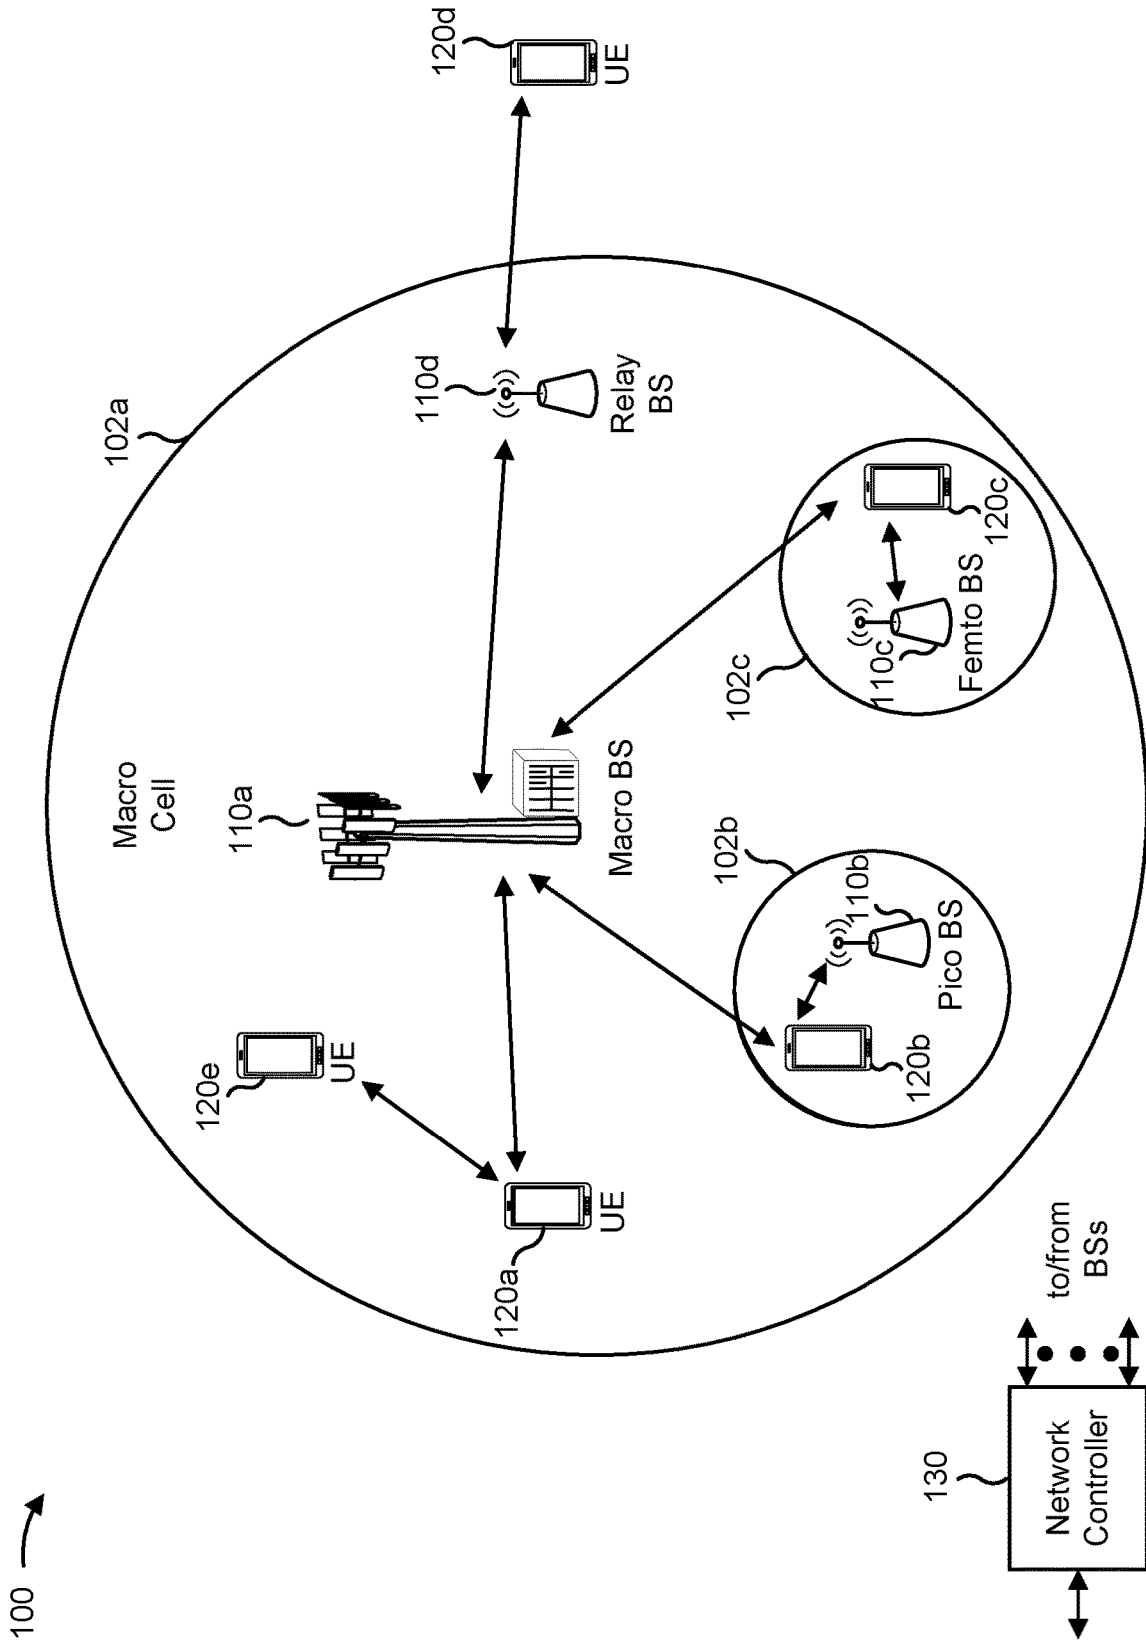 100
102a
Macro
Cell
110a
120e
UE
120d
UE
110d
Relay
BS
120a
UE
Macro BS
102b
110b
Pico BS
120b
102c
110c
Femto BS
120c
130
Network
Controller
to/from
BSs